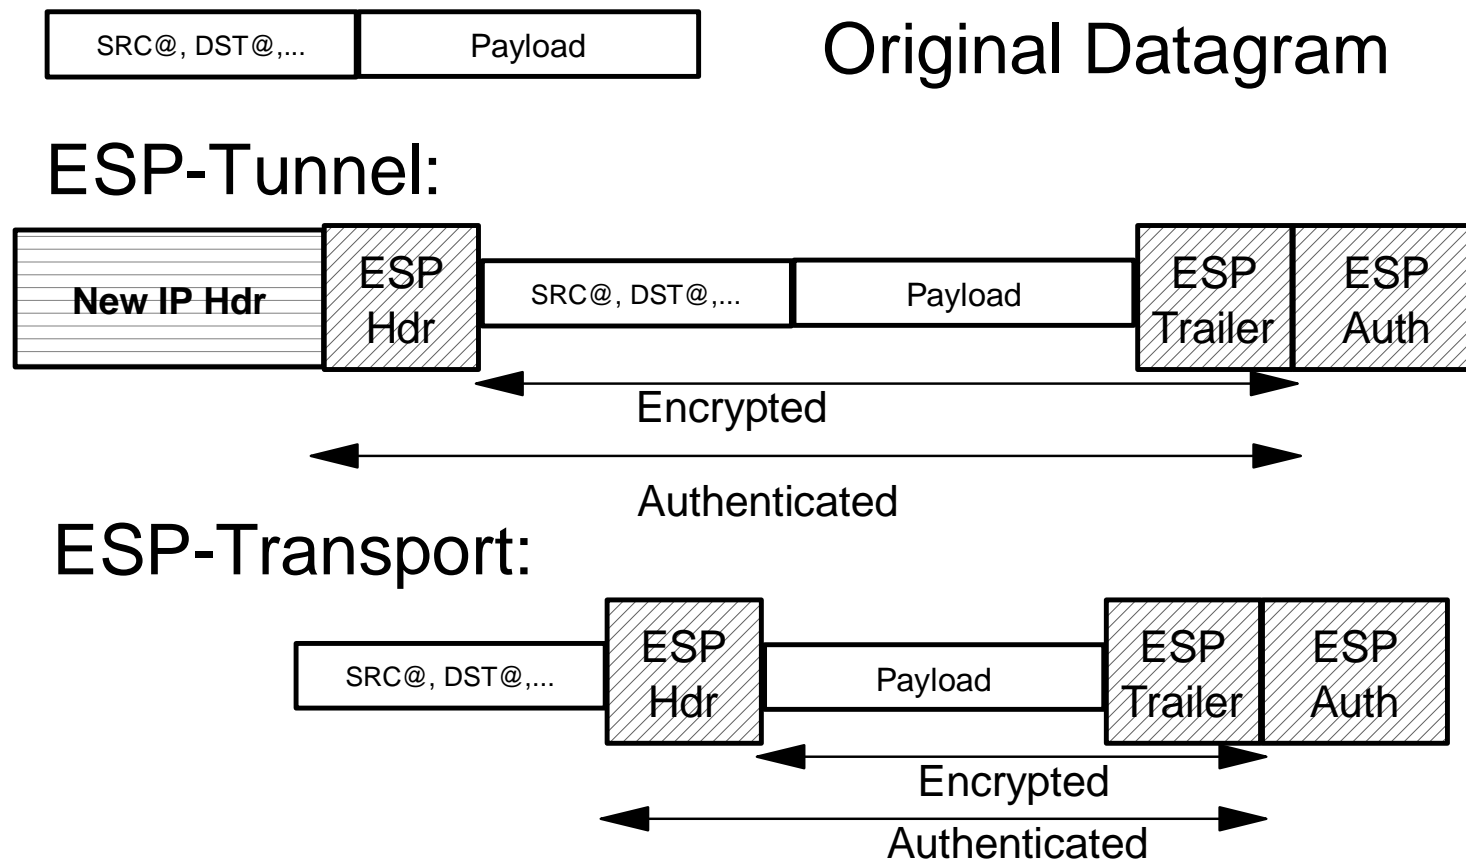 SRC@, DST@,... Payload Original Datagram
ESP-Tunnel:
New IP Hdr ESP Hdr SRC@, DST@,... Payload ESP Trailer ESP Auth
Encrypted
Authenticated
ESP-Transport:
SRC@, DST@,... ESP Hdr Payload ESP Trailer ESP Auth
Encrypted
Authenticated